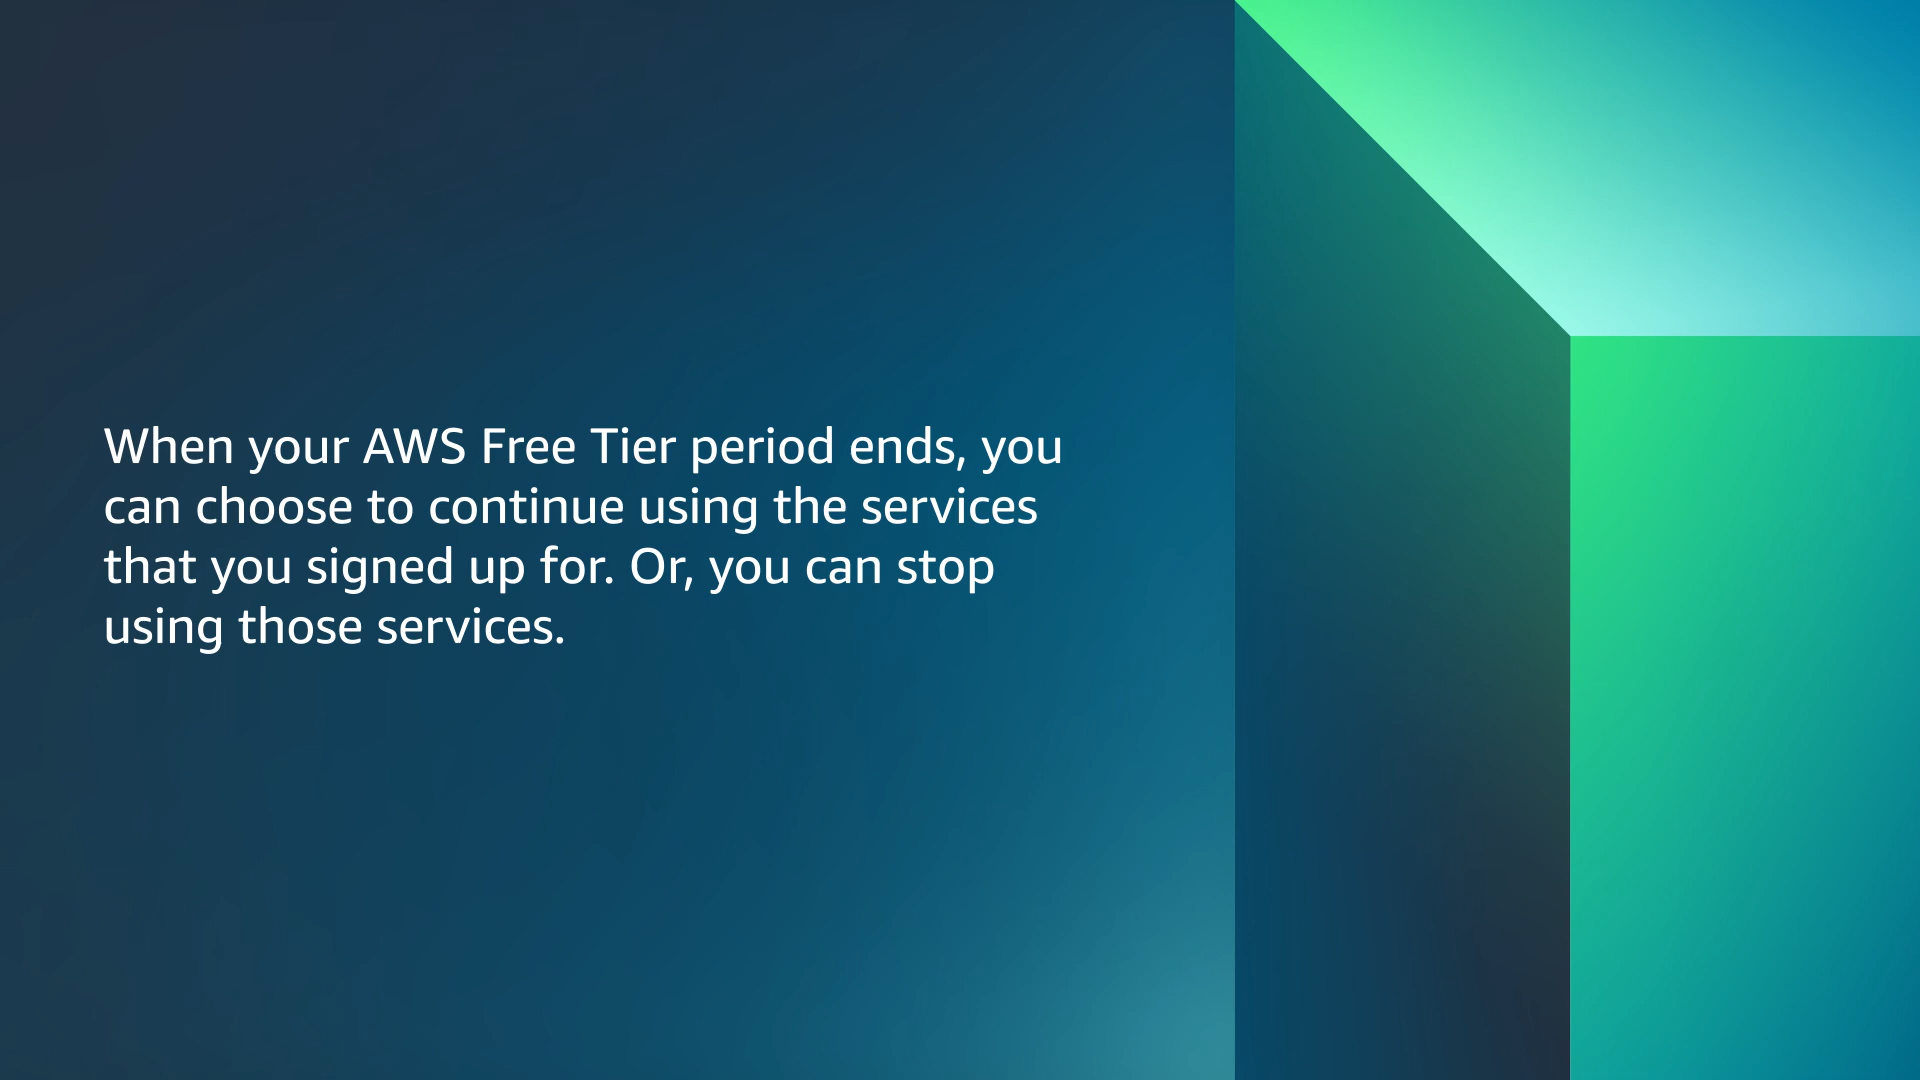 When your AWS Free Tier period ends, you
can choose to continue using the services
that you signed up for. Or, you can stop
using those services.